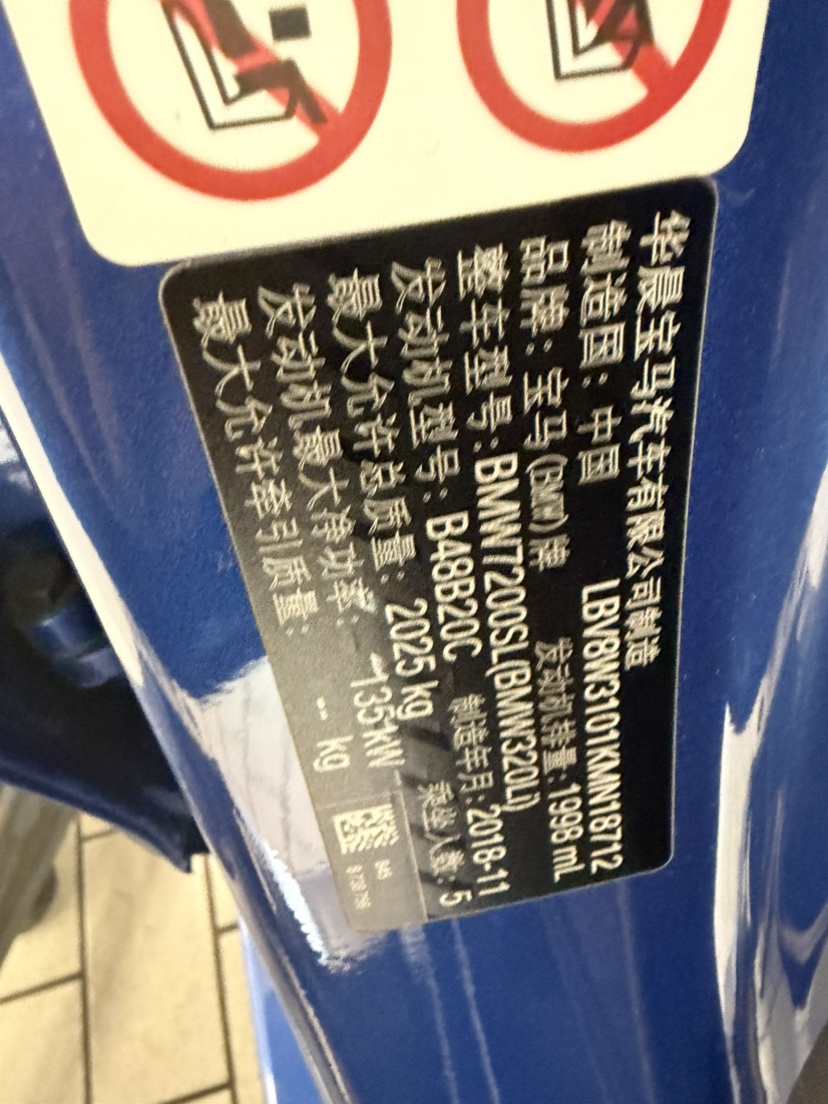 华晨宝马汽车有限公司制造
制造国：中国 LBV8W3101KMN18712
品牌：宝马(BMW)牌 发动机排量：1998 mL
整车型号：BMW7200SL(BMW320Li) 制造年月：2018-11
发动机型号：B48B20C 乘坐人数：5
最大允许总质量：2025 kg
发动机最大净功率：135 kW
最大允许牵引质量：-- kg